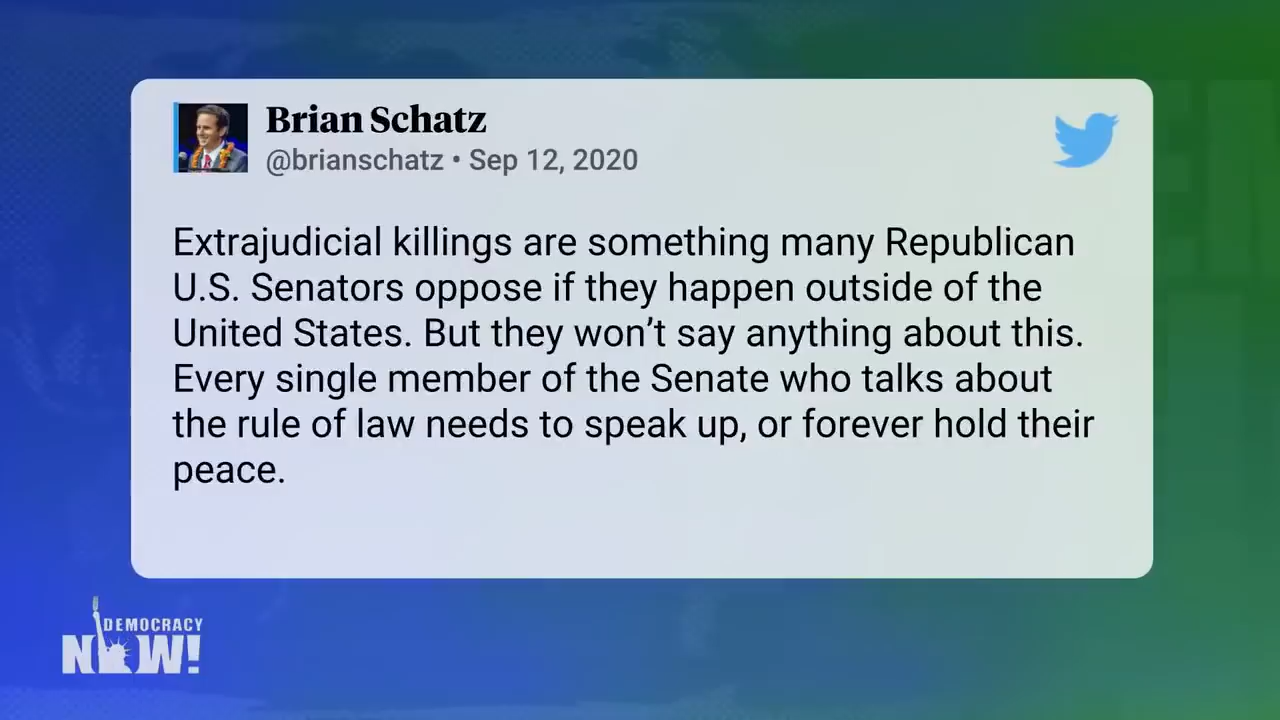 Brian Schatz
@brianschatz • Sep 12, 2020
Extrajudicial killings are something many Republican
U.S. Senators oppose if they happen outside of the
United States. But they won’t say anything about this.
Every single member of the Senate who talks about
the rule of law needs to speak up, or forever hold their
peace.
DEMOCRACY
NOW!